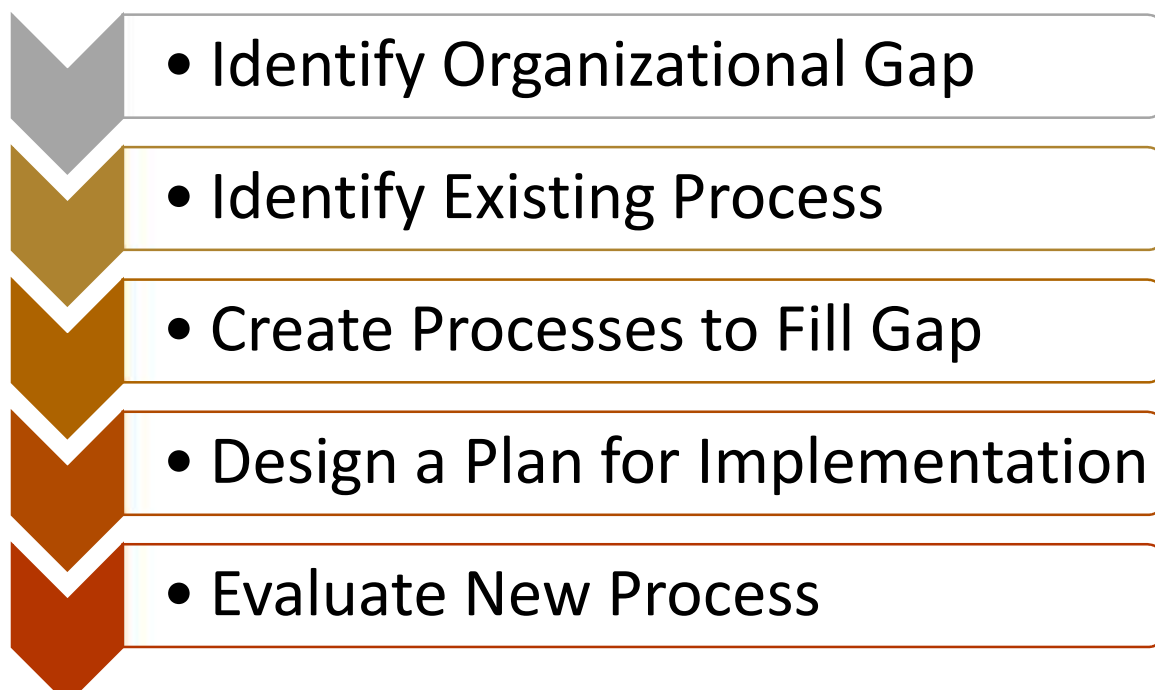 • Identify Organizational Gap
• Identify Existing Process
• Create Processes to Fill Gap
• Design a Plan for Implementation
• Evaluate New Process